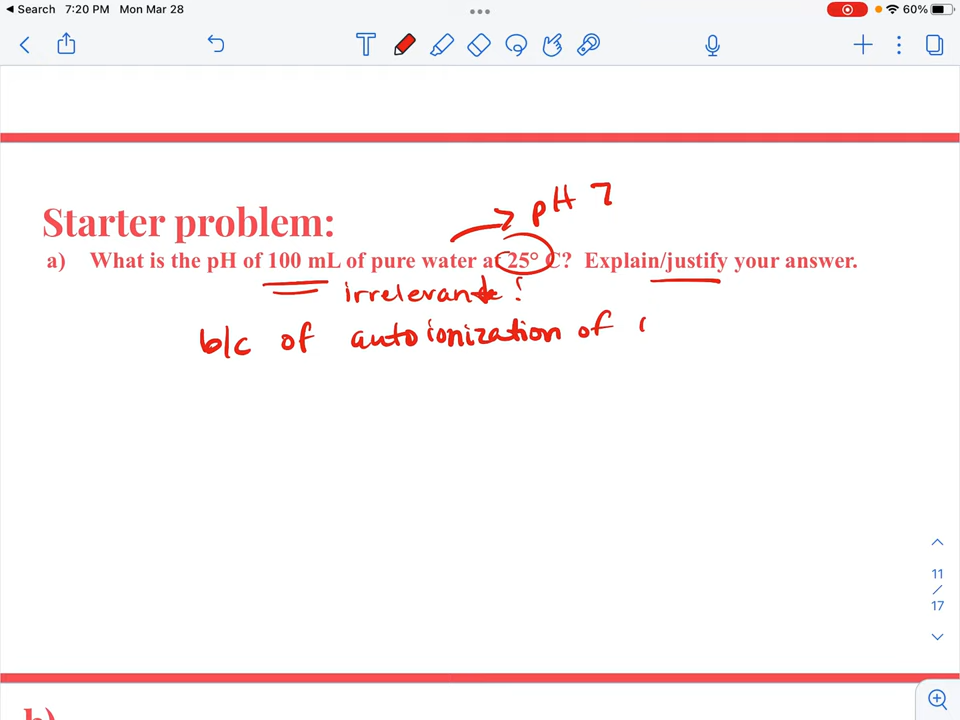 Search 7:20 PM Mon Mar 28 60%
T
pH 7
Starter problem:
a) What is the pH of 100 mL of pure water at 25° C? Explain/justify your answer.
irrelevant!
b/c of autoionization of
11
/
17
b)